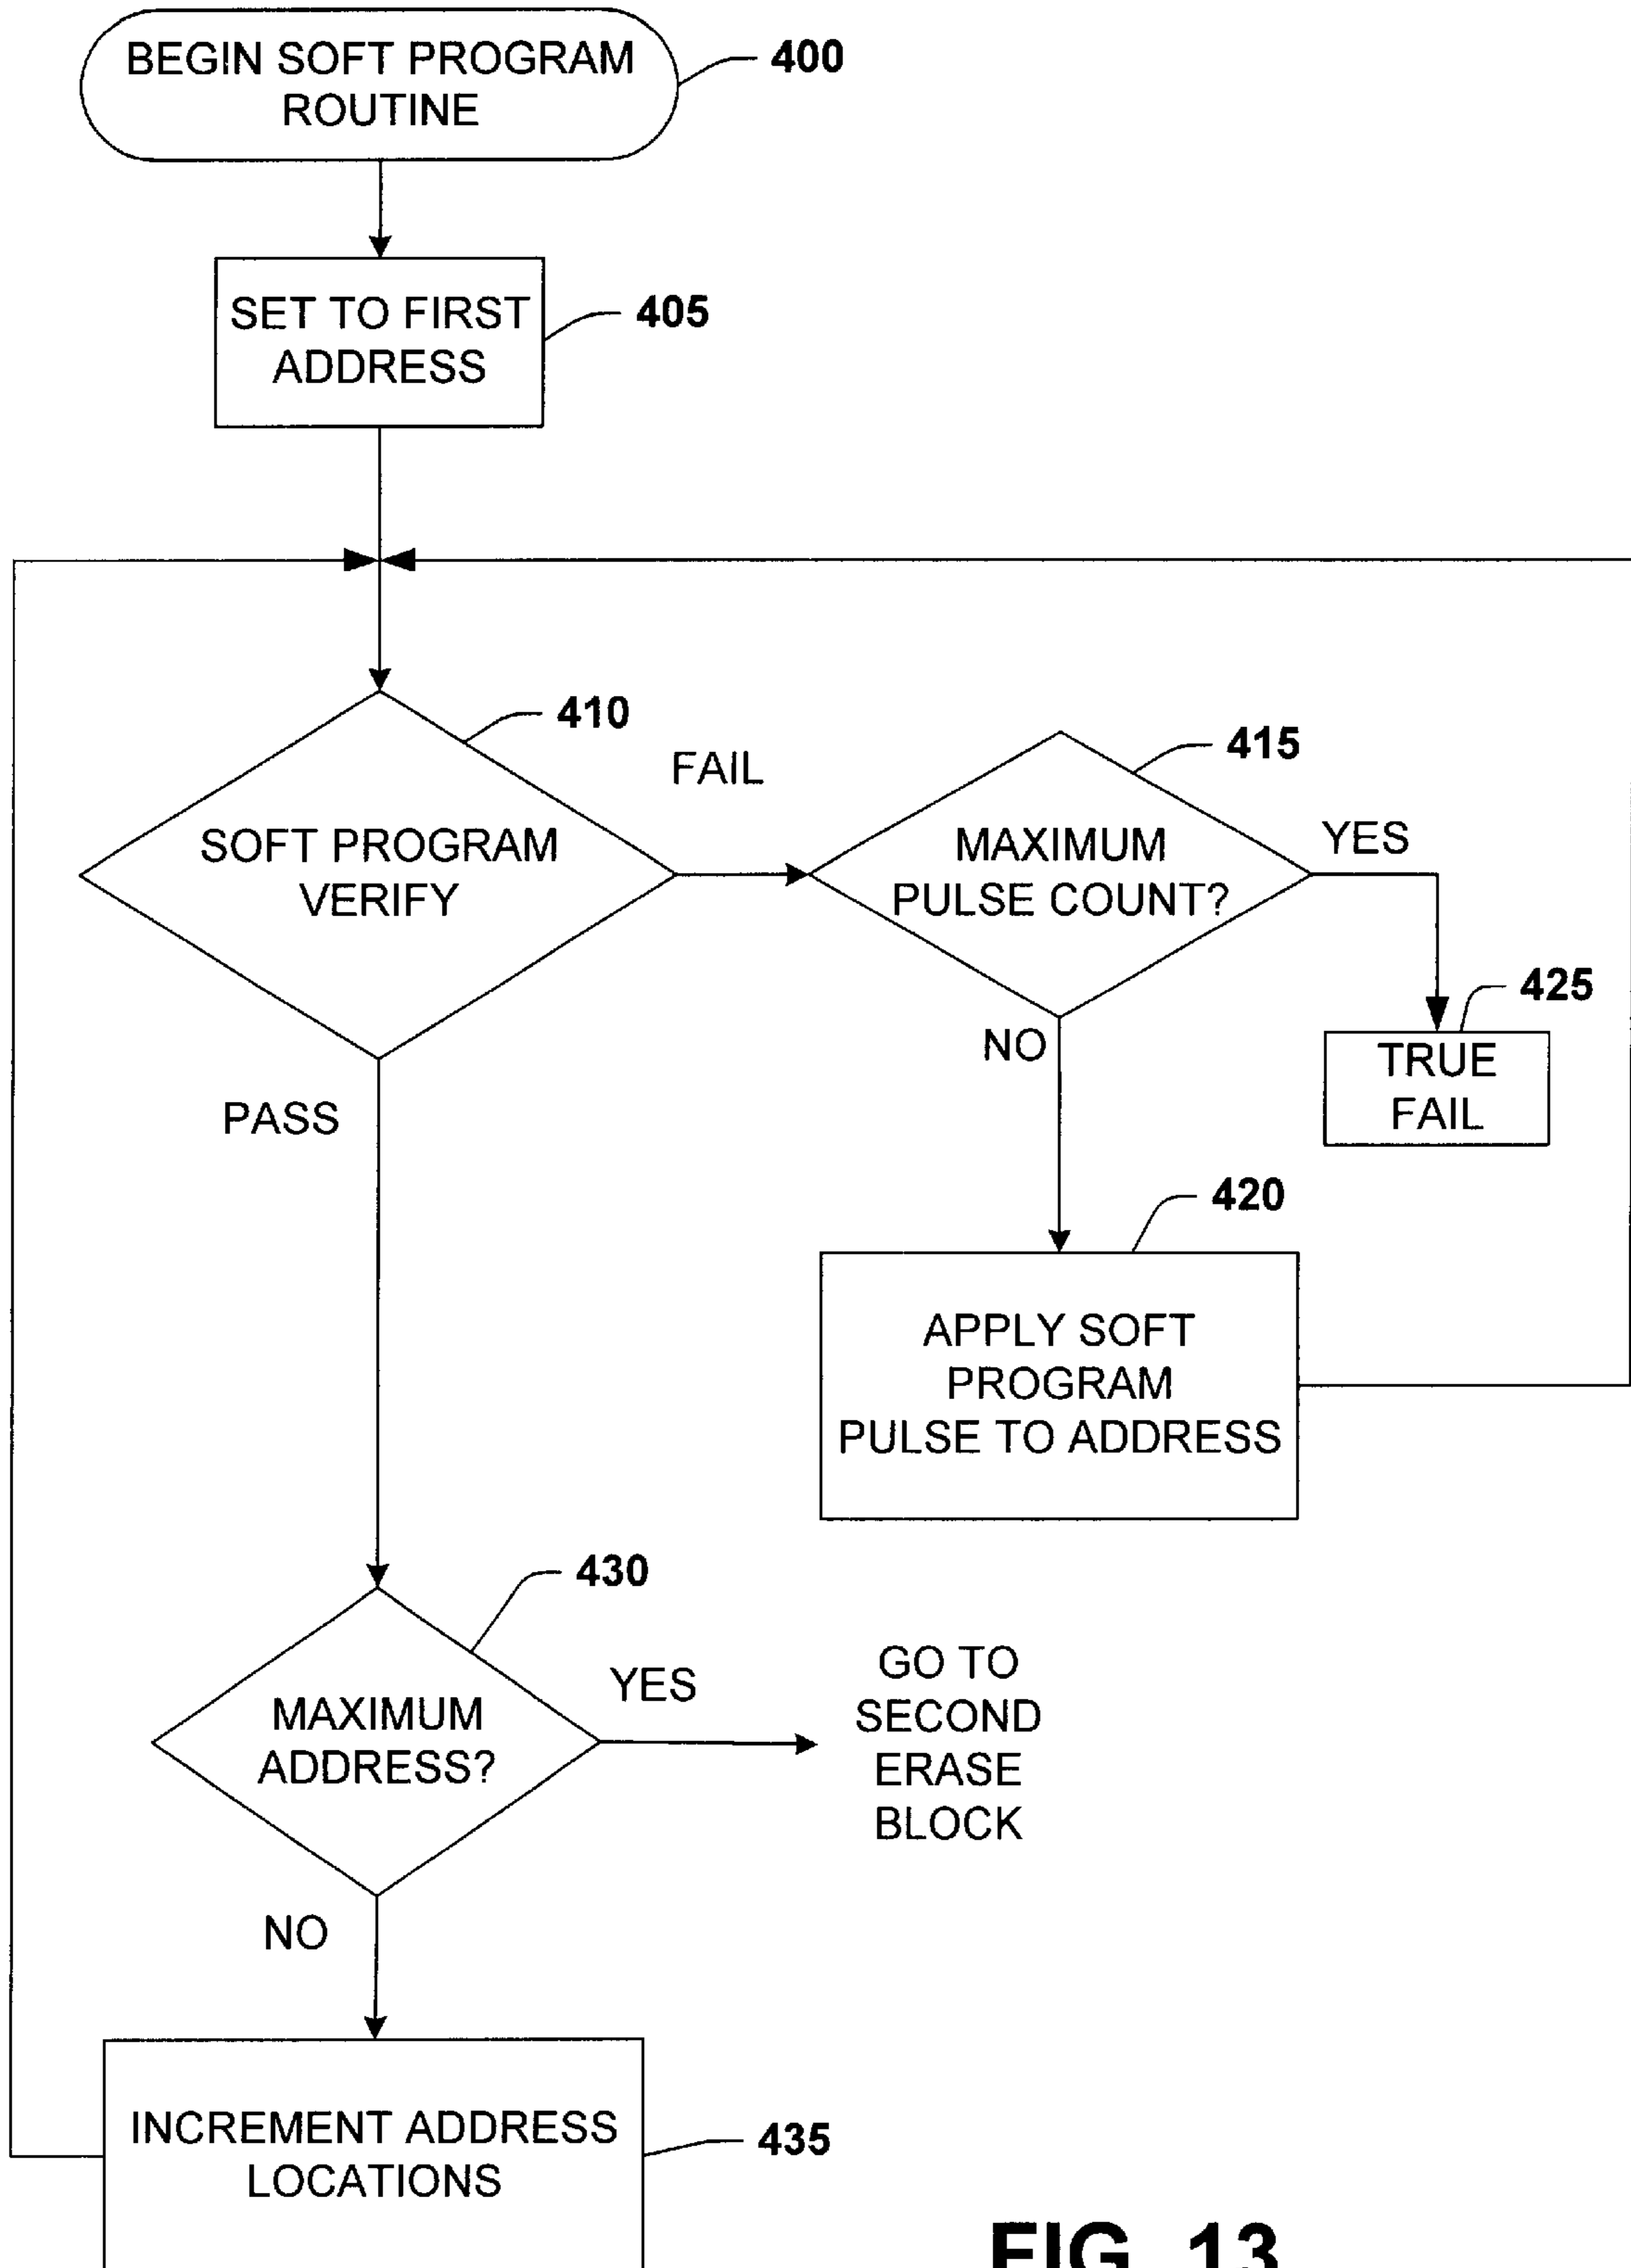 BEGIN SOFT PROGRAM
ROUTINE
400
SET TO FIRST
ADDRESS
405
410
SOFT PROGRAM
VERIFY
FAIL
415
MAXIMUM
PULSE COUNT?
YES
425
TRUE
FAIL
NO
PASS
420
APPLY SOFT
PROGRAM
PULSE TO ADDRESS
430
MAXIMUM
ADDRESS?
YES
GO TO
SECOND
ERASE
BLOCK
NO
INCREMENT ADDRESS
LOCATIONS
435
FIG. 13